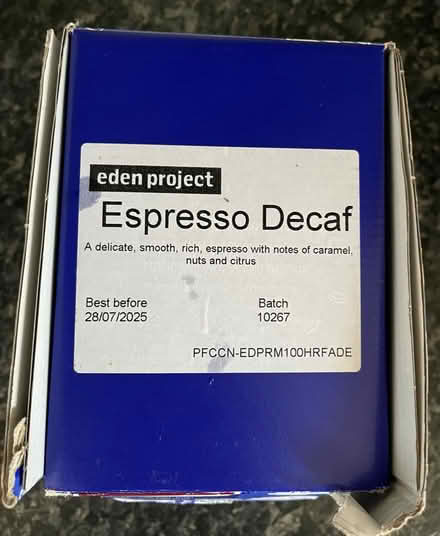 eden project
Espresso Decaf
A delicate, smooth, rich, espresso with notes of caramel,
nuts and citrus
Best before
28/07/2025
Batch
10267
PFCCN-EDPRM100HRFADE